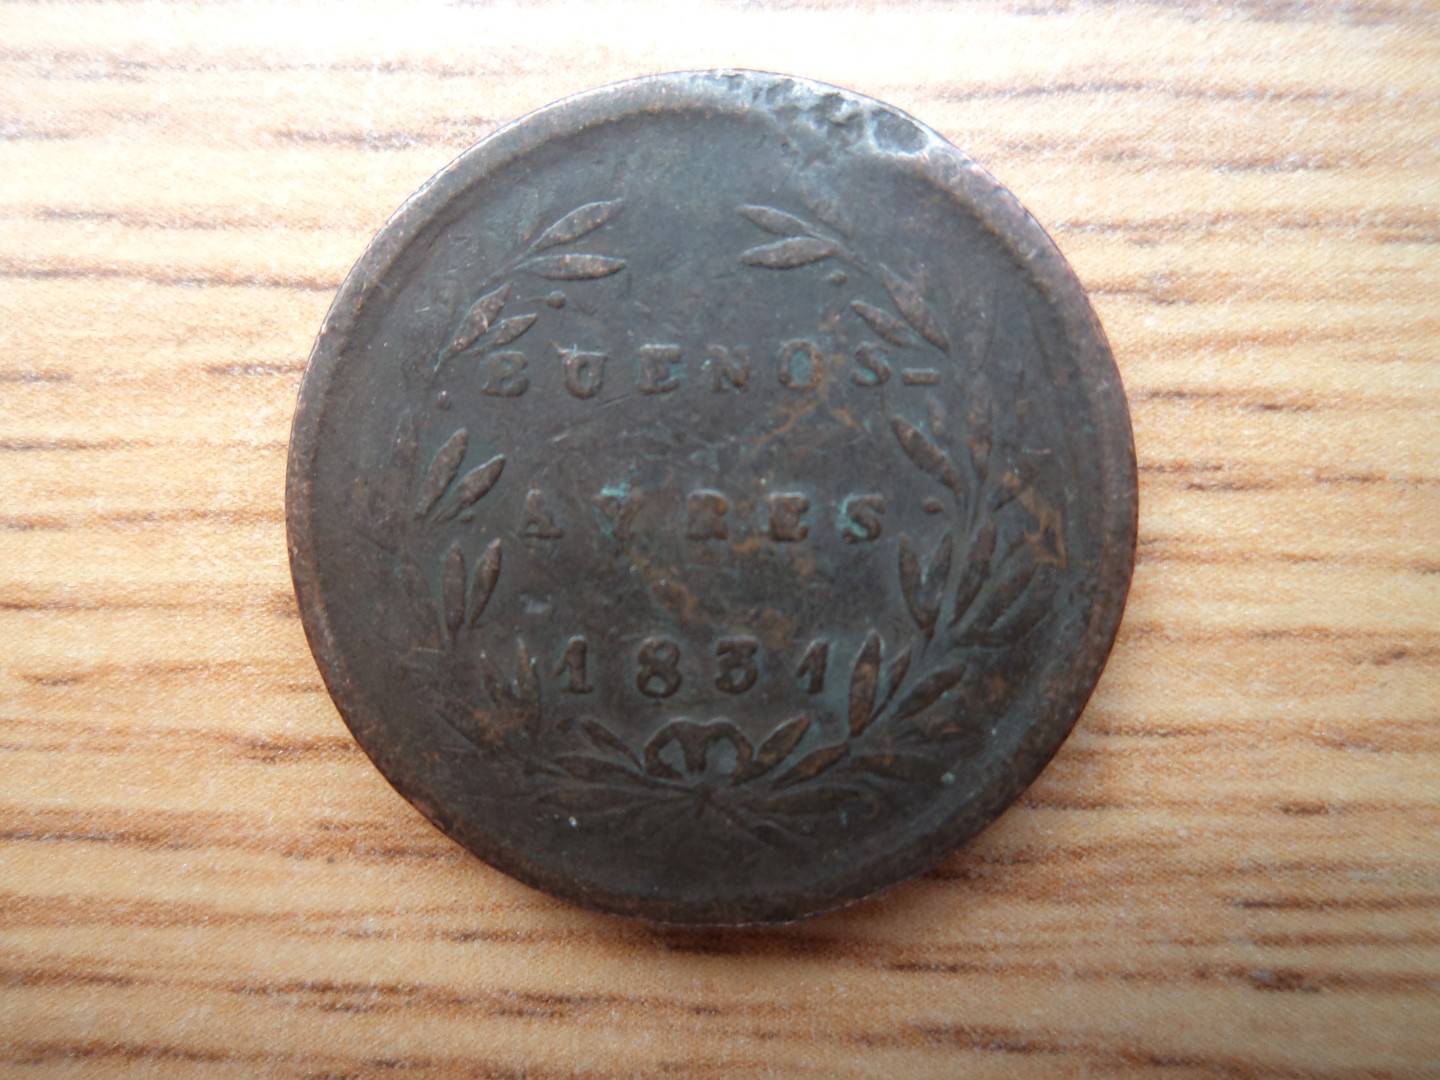 BUENOS-
AYRES
1831